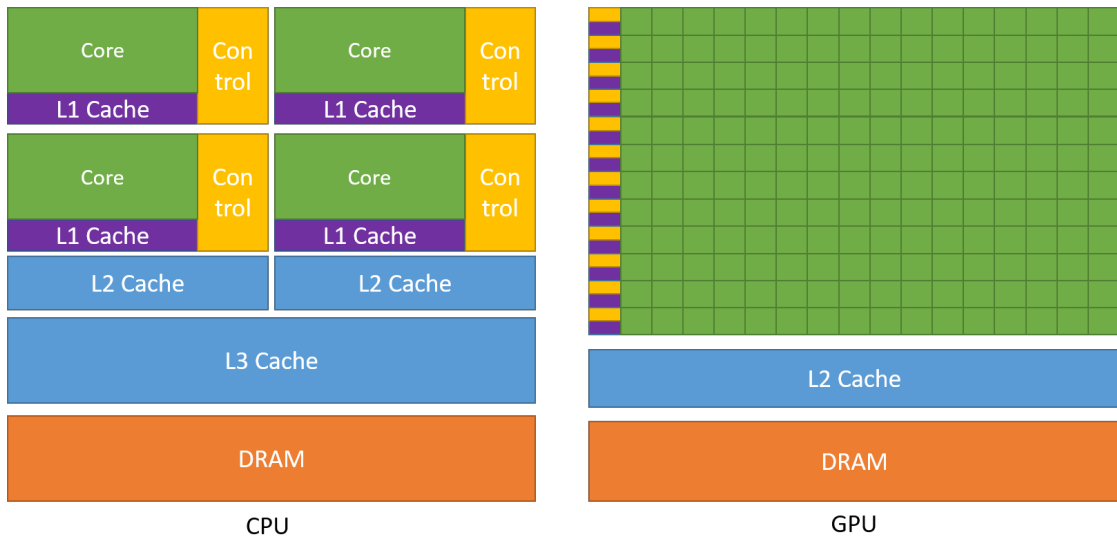 Core
Con
trol
L1 Cache
Core
Con
trol
L1 Cache
Core
Con
trol
L1 Cache
Core
Con
trol
L1 Cache
L2 Cache
L2 Cache
L3 Cache
DRAM
CPU
L2 Cache
DRAM
GPU